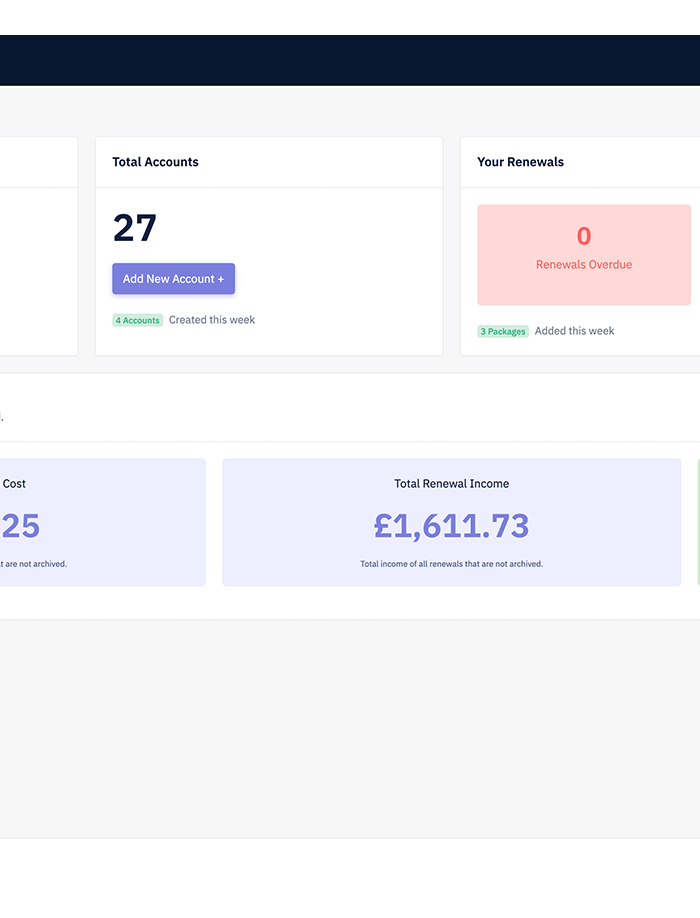 Total Accounts
27
Add New Account +
4 Accounts Created this week
Your Renewals
0
Renewals Overdue
3 Packages Added this week
Cost
25
are not archived.
Total Renewal Income
£1,611.73
Total income of all renewals that are not archived.